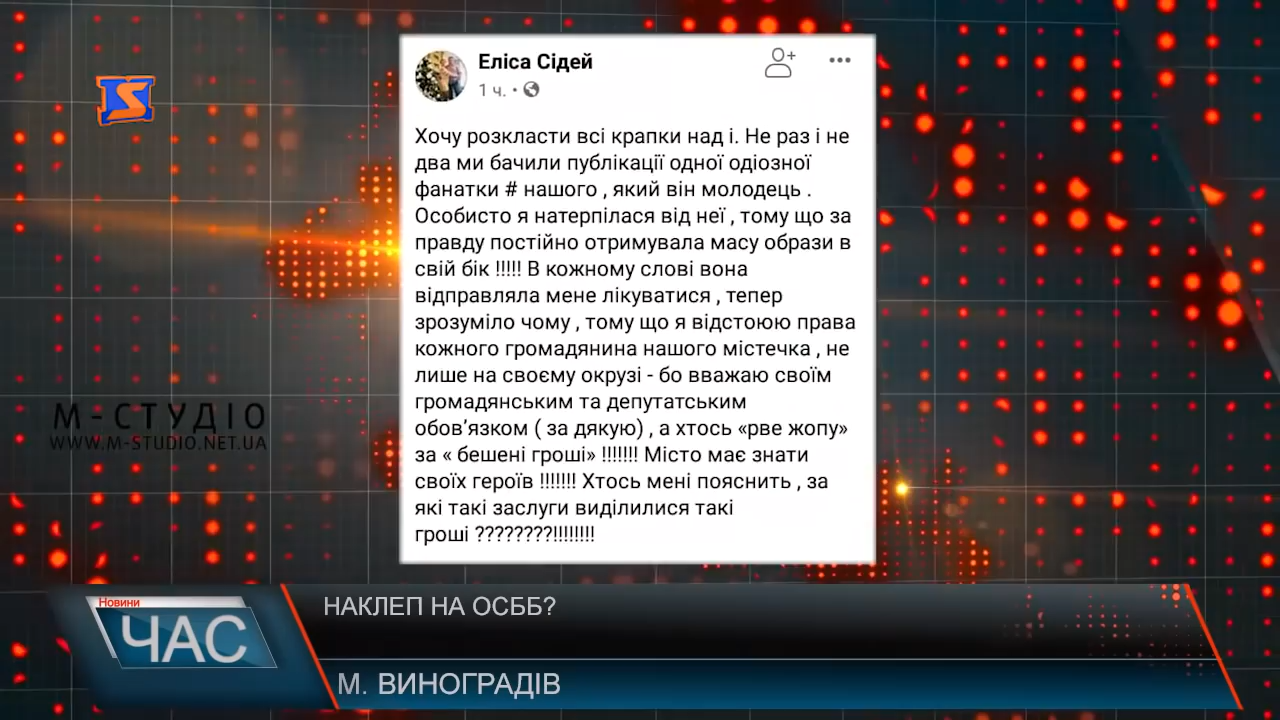 Еліса Сідей
1 ч.
Хочу розкласти всі крапки над і. Не раз і не
два ми бачили публікації одної одіозної
фанатки # нашого , який він молодець .
Особисто я натерпілася від неї , тому що за
правду постійно отримувала масу образи в
свій бік !!!!! В кожному слові вона
відправляла мене лікуватися , тепер
зрозуміло чому , тому що я відстоюю права
кожного громадянина нашого містечка , не
лише на своєму окрузі - бо вважаю своїм
громадянським та депутатським
обов’язком ( за дякую) , а хтось «рве жопу»
за « бешені гроші» !!!!!!! Місто має знати
своїх героїв !!!!!!! Хтось мені пояснить , за
які такі заслуги виділилися такі
гроші ????????!!!!!!!!
М-СТУДІО
WWW.M-STUDIO.NET.UA
Новини
ЧАС
НАКЛЕП НА ОСББ?
М. ВИНОГРАДІВ